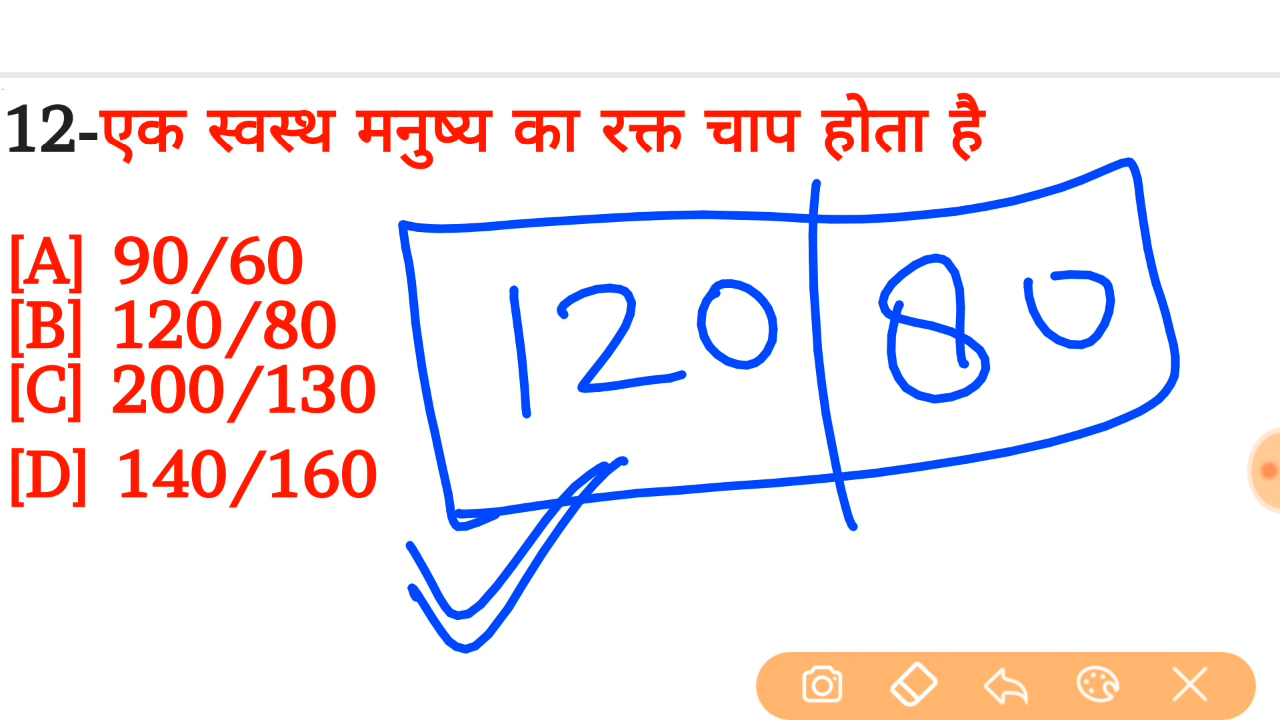 12-एक स्वस्थ मनुष्य का रक्त चाप होता है
[A] 90/60
[B] 120/80
[C] 200/130
[D] 140/160
120 | 80